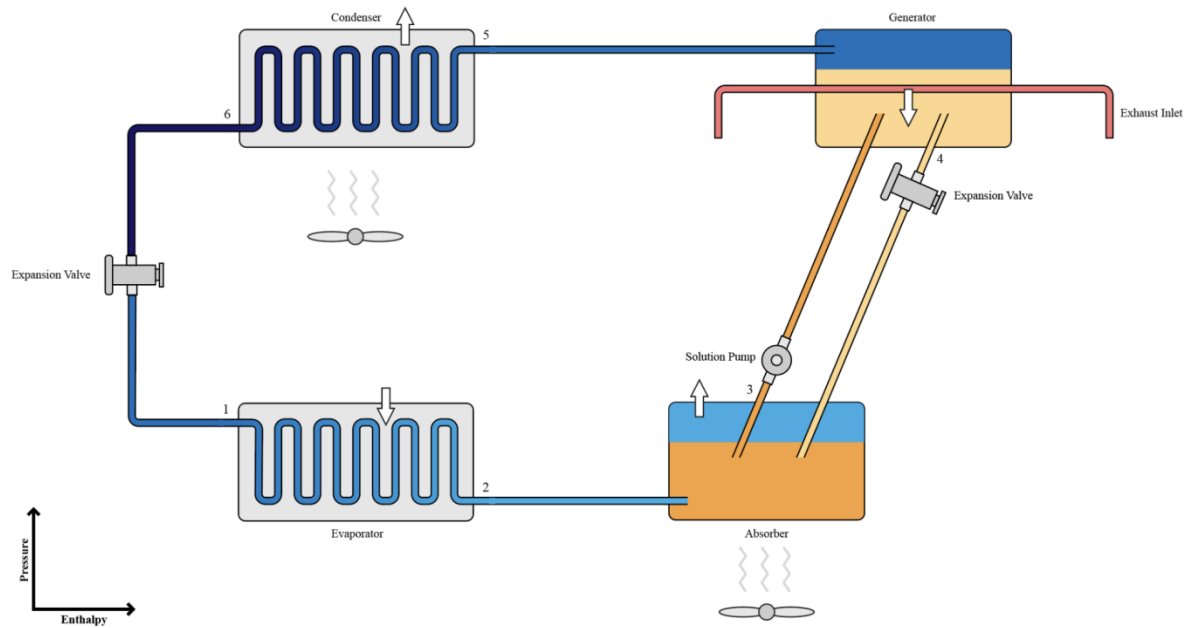 Condenser
Generator
5
6
Exhaust Inlet
4
Expansion Valve
Expansion Valve
Solution Pump
3
1
2
Evaporator
Absorber
Pressure
Enthalpy